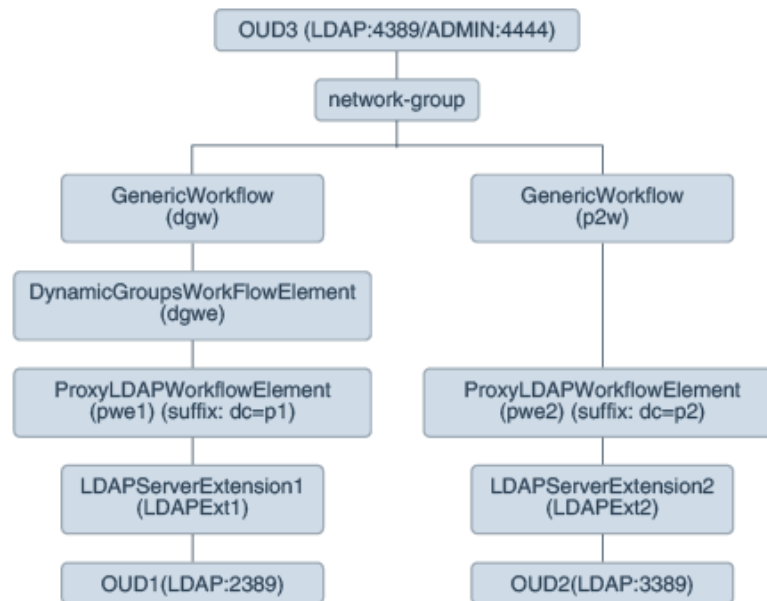 OUD3 (LDAP:4389/ADMIN:4444)
network-group
GenericWorkflow
(dgw)
GenericWorkflow
(p2w)
DynamicGroupsWorkFlowElement
(dgwe)
ProxyLDAPWorkflowElement
(pwe1) (suffix: dc=p1)
ProxyLDAPWorkflowElement
(pwe2) (suffix: dc=p2)
LDAPServerExtension1
(LDAPExt1)
LDAPServerExtension2
(LDAPExt2)
OUD1(LDAP:2389)
OUD2(LDAP:3389)